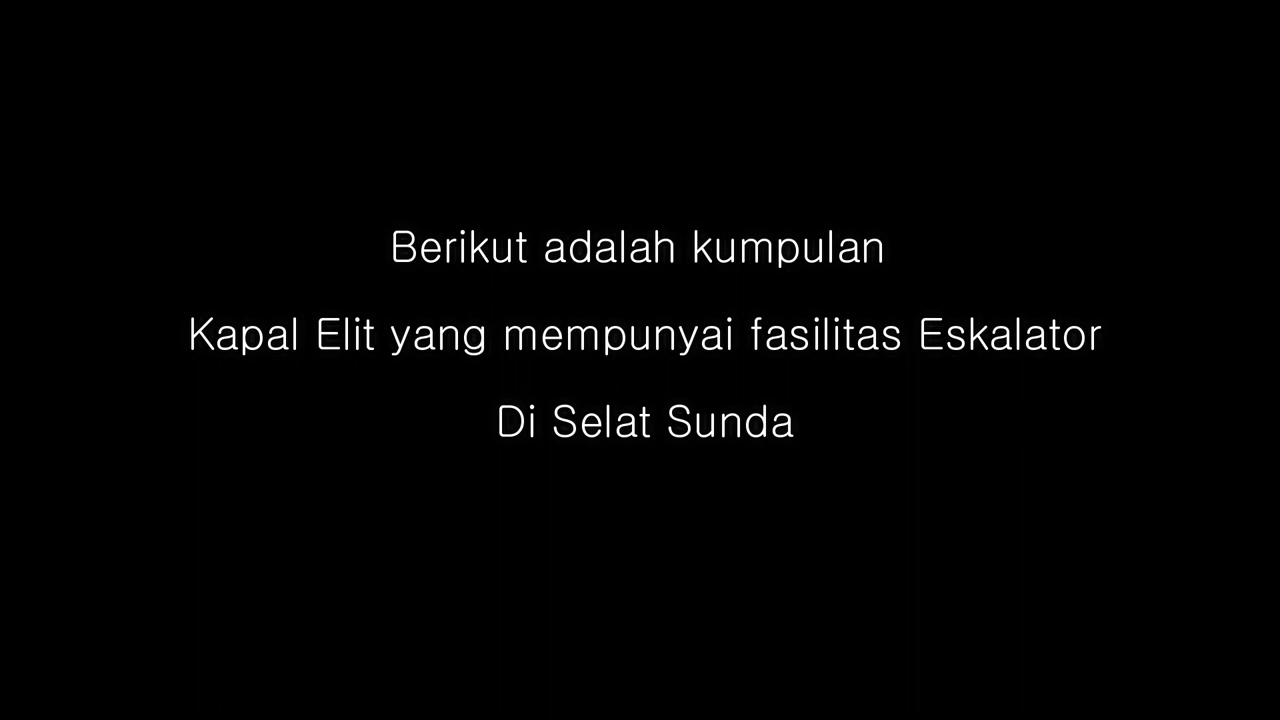 Berikut adalah kumpulan
Kapal Elit yang mempunyai fasilitas Eskalator
Di Selat Sunda